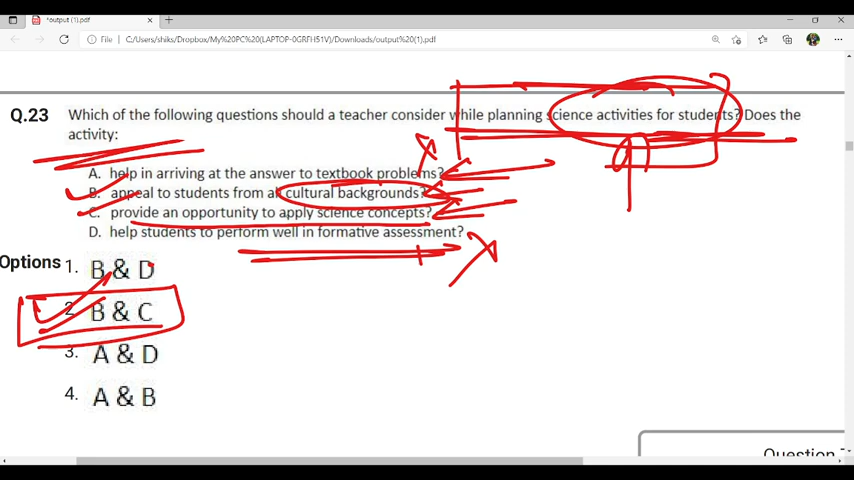 *output (1).pdf
File | C:/Users/shiks/Dropbox/My%20PC%20(LAPTOP-0GRFH51V)/Downloads/output%20(1).pdf
Q.23 Which of the following questions should a teacher consider while planning science activities for students? Does the
activity:
A. help in arriving at the answer to textbook problems?
B. appeal to students from all cultural backgrounds?
C. provide an opportunity to apply science concepts?
D. help students to perform well in formative assessment?
Options 1. B & D
2. B & C
3. A & D
4. A & B
Question